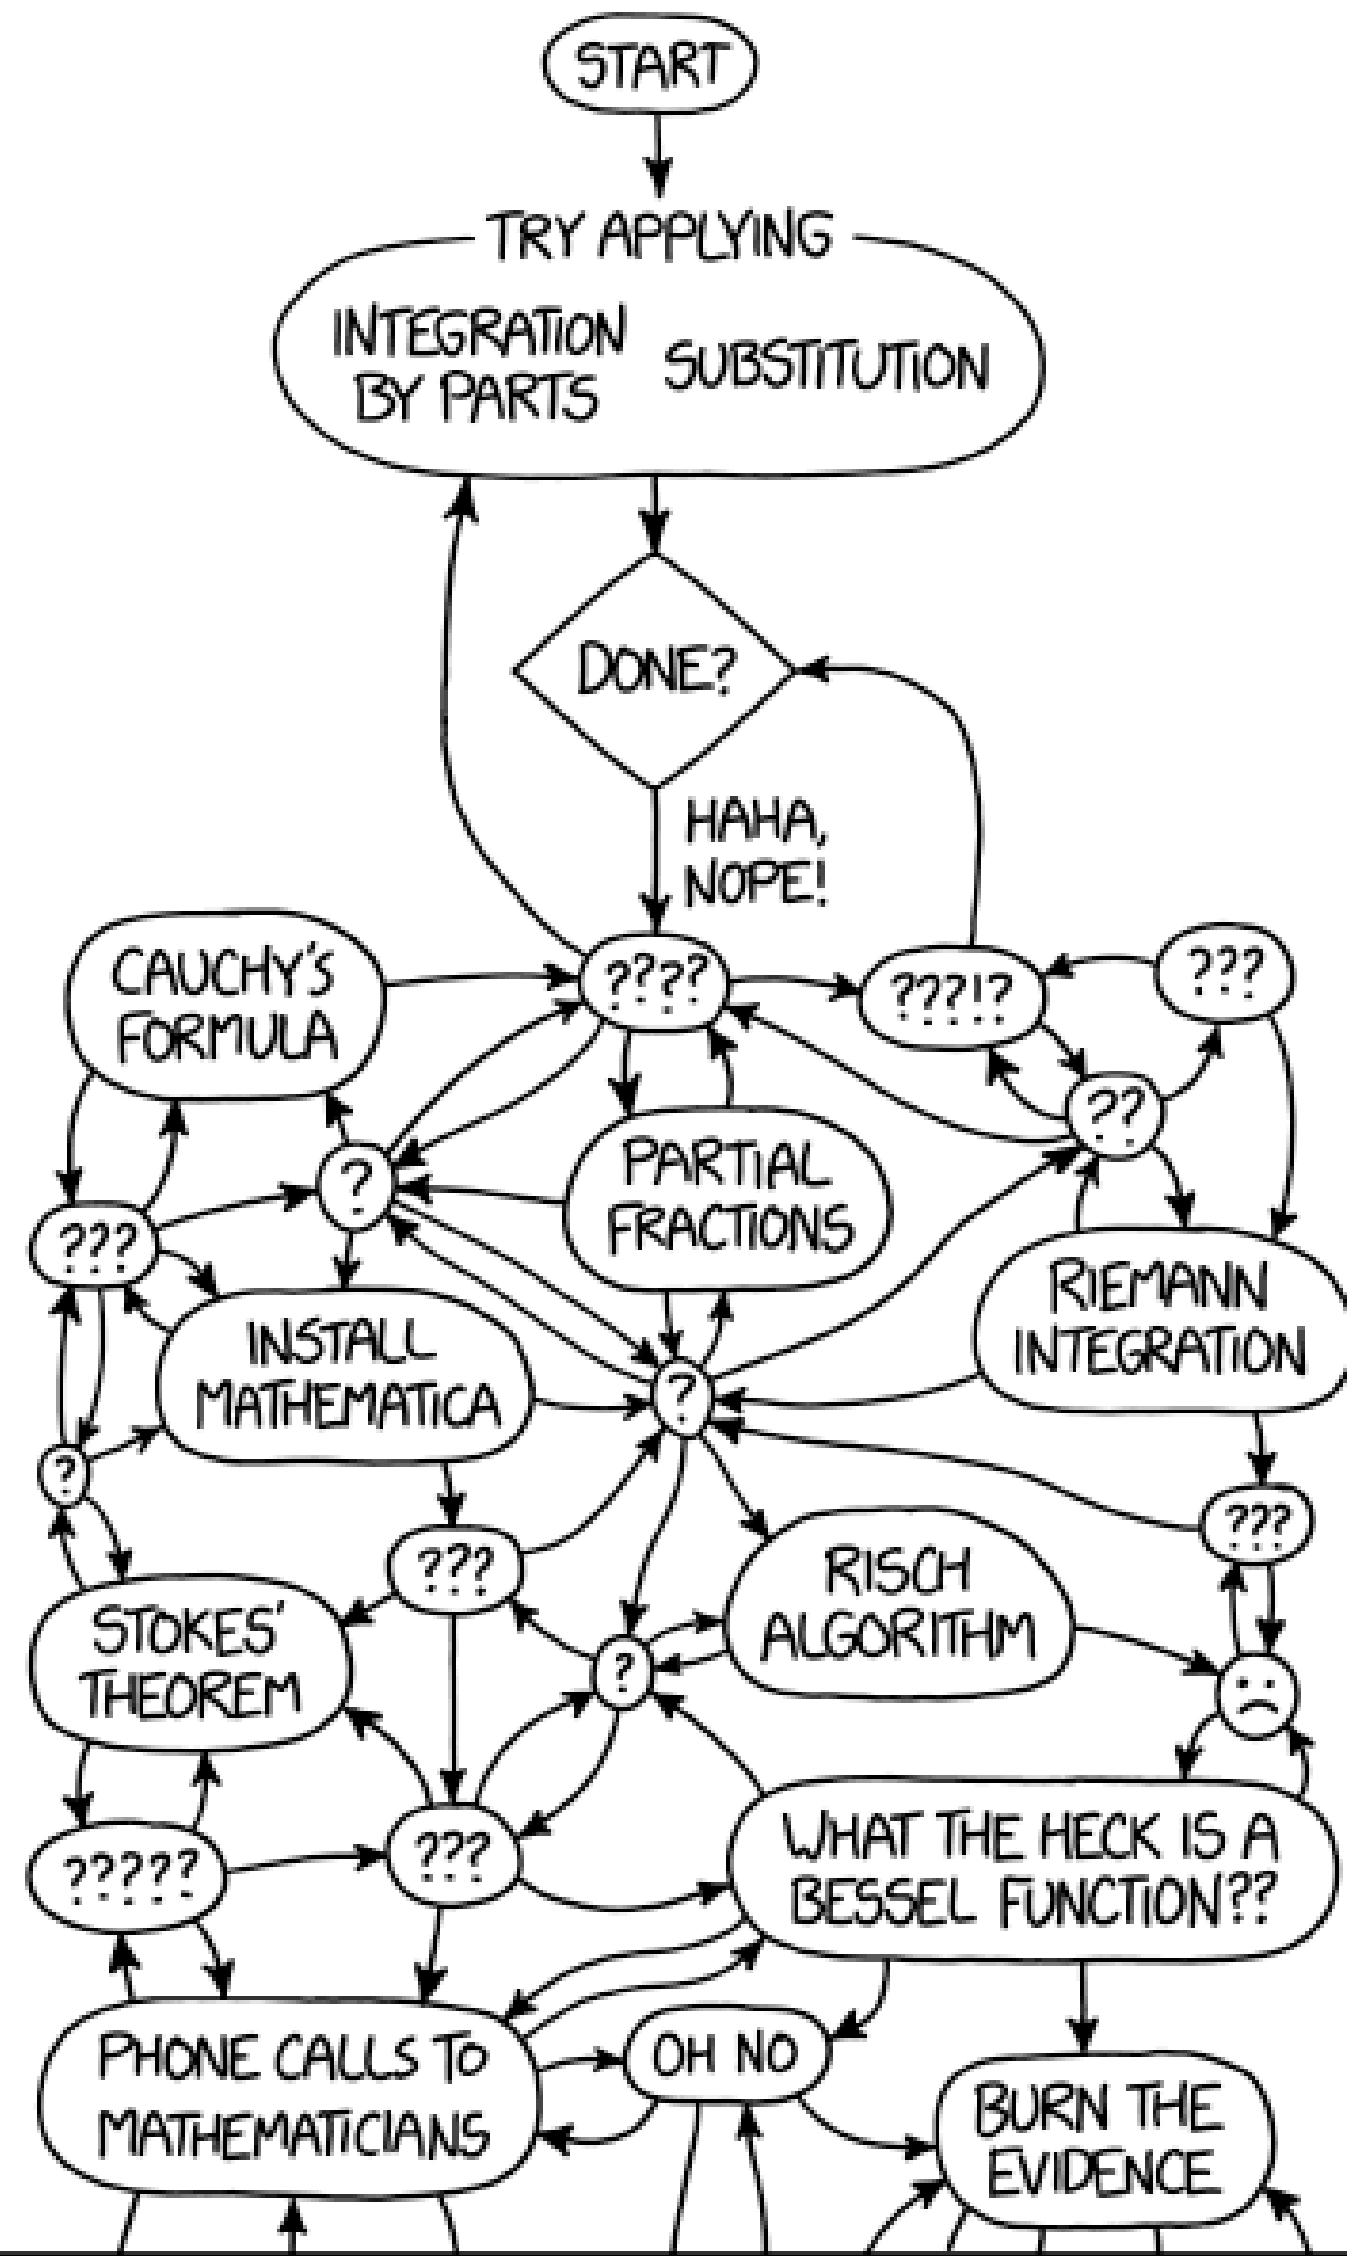 START
TRY APPLYING
INTEGRATION
BY PARTS
SUBSTITUTION
DONE?
HAHA,
NOPE!
CAUCHY'S
FORMULA
????
???!?
???
??
?
PARTIAL
FRACTIONS
???
RIEMANN
INTEGRATION
INSTALL
MATHEMATICA
?
?
???
???
RISCH
ALGORITHM
STOKES'
THEOREM
?
???
?????
WHAT THE HECK IS A
BESSEL FUNCTION??
PHONE CALLS TO
MATHEMATICIANS
OH NO
BURN THE
EVIDENCE